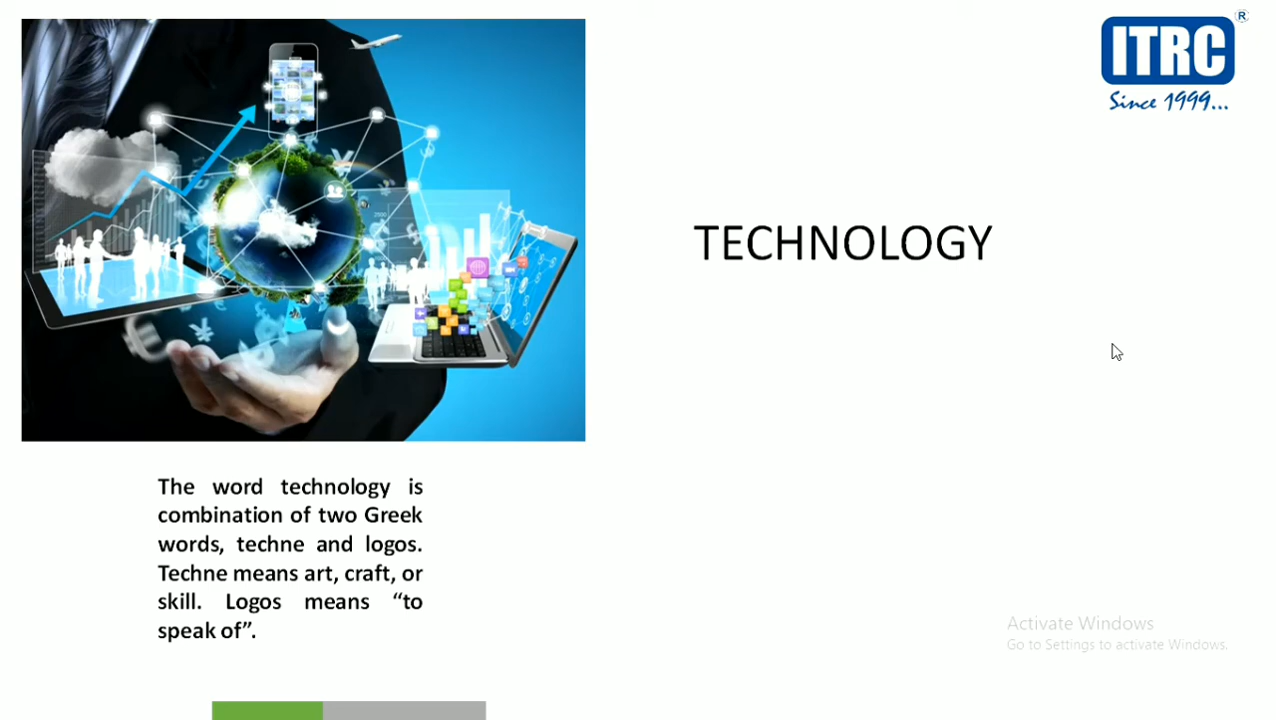 ITRC
®
Since 1999...
TECHNOLOGY
The word technology is
combination of two Greek
words, techne and logos.
Techne means art, craft, or
skill. Logos means “to
speak of”.
Activate Windows
Go to Settings to activate Windows.